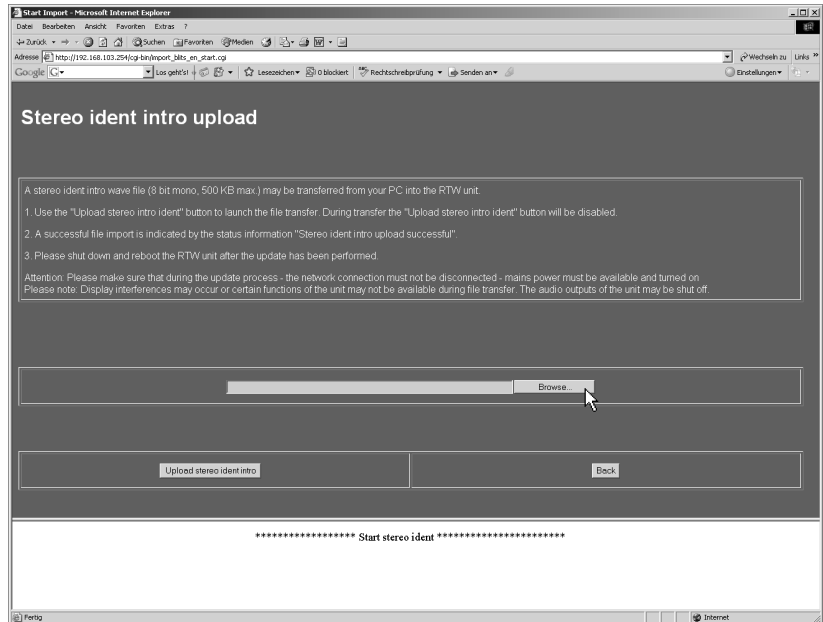 Start Import - Microsoft Internet Explorer
Datei Bearbeiten Ansicht Favoriten Extras ?
Zurück Suchen Favoriten Medien
Adresse http://192.168.103.254/cgi-bin/import_blits_en_start.cgi Wechseln zu Links »
Google G Los geht's! Lesezeichen 0 blockiert Rechtschreibprüfung Senden an Einstellungen
Stereo ident intro upload
A stereo ident intro wave file (8 bit mono, 500 KB max.) may be transferred from your PC into the RTW unit.
1. Use the "Upload stereo intro ident" button to launch the file transfer. During transfer the "Upload stereo intro ident" button will be disabled.
2. A successful file import is indicated by the status information "Stereo ident intro upload successful".
3. Please shut down and reboot the RTW unit after the update has been performed.
Attention: Please make sure that during the update process - the network connection must not be disconnected - mains power must be available and turned on
Please note: Display interferences may occur or certain functions of the unit may not be available during file transfer. The audio outputs of the unit may be shut off.
Browse...
Upload stereo ident intro Back
****************** Start stereo ident ***********************
Fertig Internet